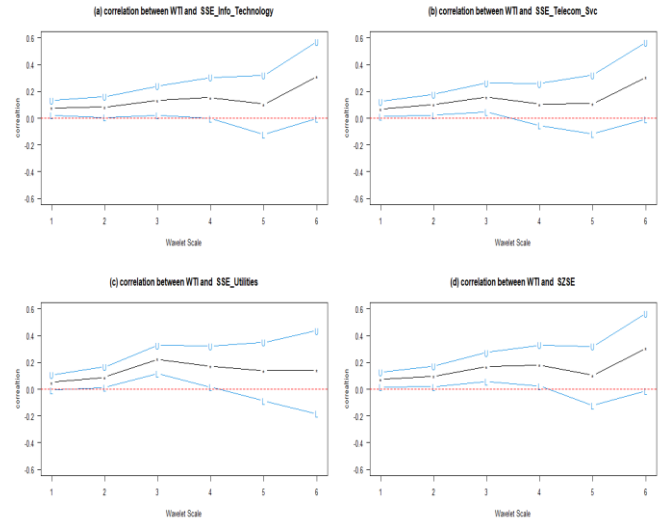 (a) correlation between WTI and SSE_Info_Technology
0.6
0.4
0.2
0.0
-0.2
-0.4
-0.6
correaltion
U U U U U U
L L L L L L
1 2 3 4 5 6
Wavelet Scale
(b) correlation between WTI and SSE_Telecom_Svc
0.6
0.4
0.2
0.0
-0.2
-0.4
-0.6
correaltion
U U U U U U
L L L L L L
1 2 3 4 5 6
Wavelet Scale
(c) correlation between WTI and SSE_Utilities
0.6
0.4
0.2
0.0
-0.2
-0.4
-0.6
correaltion
U U U U U U
L L L L L L
1 2 3 4 5 6
Wavelet Scale
(d) correlation between WTI and SZSE
0.6
0.4
0.2
0.0
-0.2
-0.4
-0.6
correaltion
U U U U U U
L L L L L L
1 2 3 4 5 6
Wavelet Scale